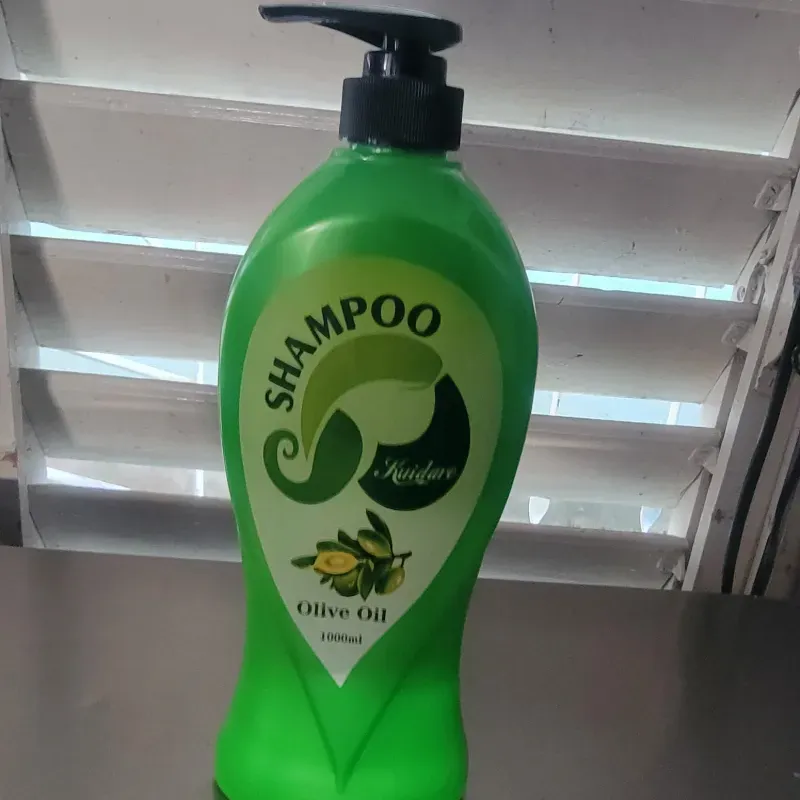 SHAMPOO
Kuidare
Olive Oil
1000ml